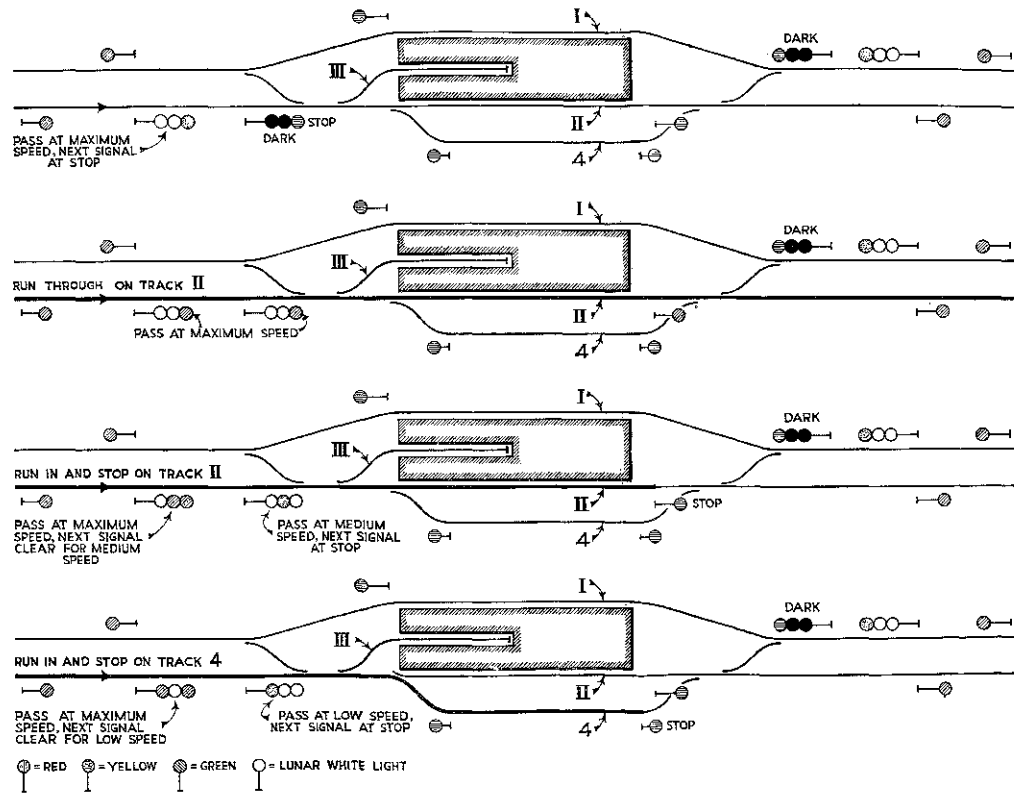 I
DARK
III
II
4
STOP
DARK
PASS AT MAXIMUM
SPEED, NEXT SIGNAL
AT STOP
I
DARK
III
RUN THROUGH ON TRACK II
PASS AT MAXIMUM SPEED
II
4
I
DARK
III
RUN IN AND STOP ON TRACK II
II
STOP
PASS AT MAXIMUM
SPEED, NEXT SIGNAL
CLEAR FOR MEDIUM
SPEED
PASS AT MEDIUM
SPEED, NEXT SIGNAL
AT STOP
4
I
DARK
III
RUN IN AND STOP ON TRACK 4
II
PASS AT MAXIMUM
SPEED, NEXT SIGNAL
CLEAR FOR LOW SPEED
PASS AT LOW SPEED,
NEXT SIGNAL AT STOP
4
STOP
= RED = YELLOW = GREEN = LUNAR WHITE LIGHT